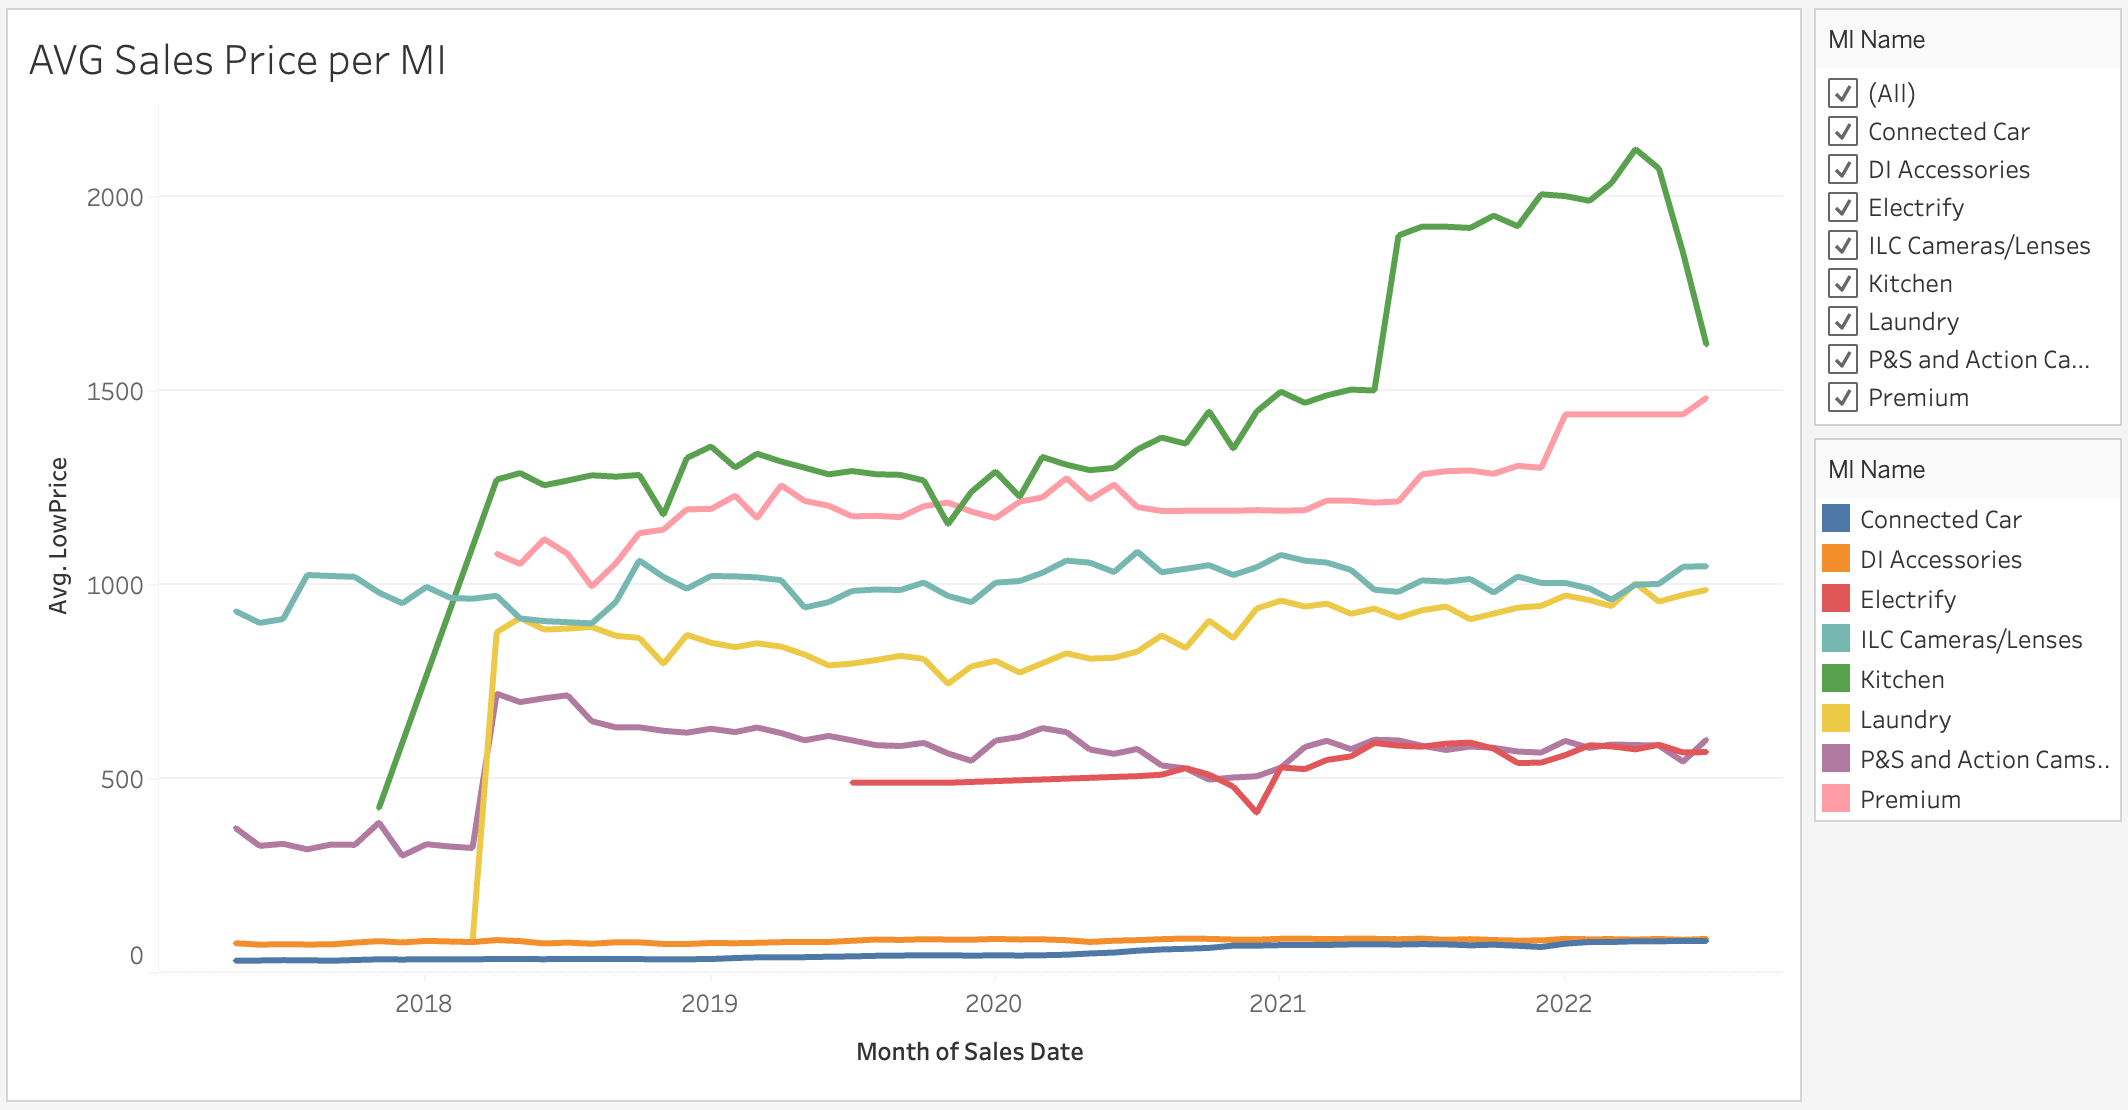 AVG Sales Price per MI
2000
1500
1000
500
0
Avg. LowPrice
2018
2019
2020
2021
2022
Month of Sales Date
MI Name
(All)
Connected Car
DI Accessories
Electrify
ILC Cameras/Lenses
Kitchen
Laundry
P&S and Action Ca...
Premium
MI Name
Connected Car
DI Accessories
Electrify
ILC Cameras/Lenses
Kitchen
Laundry
P&S and Action Cams..
Premium